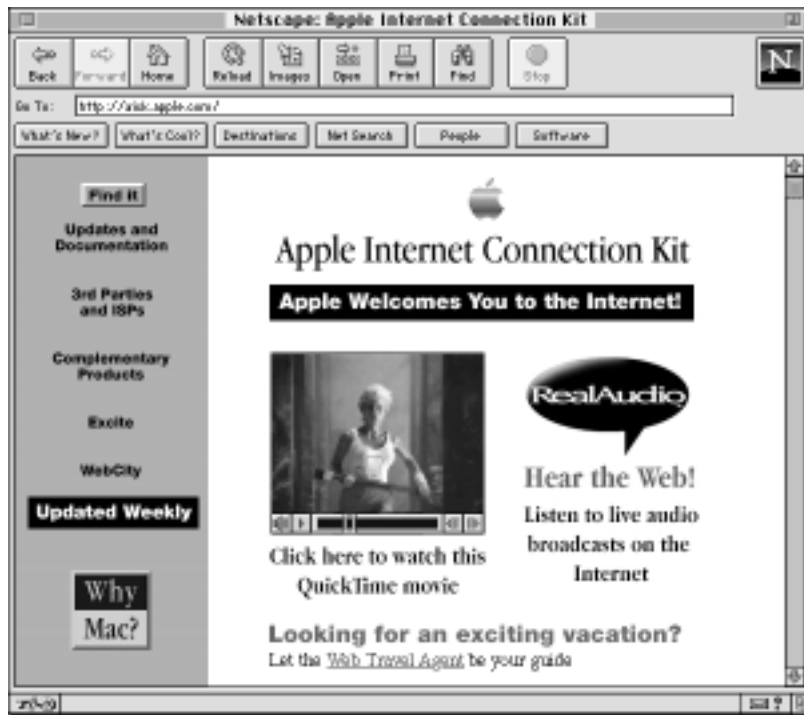 Netscape: Apple Internet Connection Kit
Back Forward Home Reload Images Open Print Find Stop
N
Go To: http://aick.apple.com/
What's New? What's Cool? Destinations Net Search People Software
Find it
Updates and
Documentation
3rd Parties
and ISPs
Complementary
Products
Excite
WebCity
Updated Weekly
Why
Mac?
Apple Internet Connection Kit
Apple Welcomes You to the Internet!
Click here to watch this
QuickTime movie
RealAudio
Hear the Web!
Listen to live audio
broadcasts on the
Internet
Looking for an exciting vacation?
Let the Web Travel Agent be your guide
?